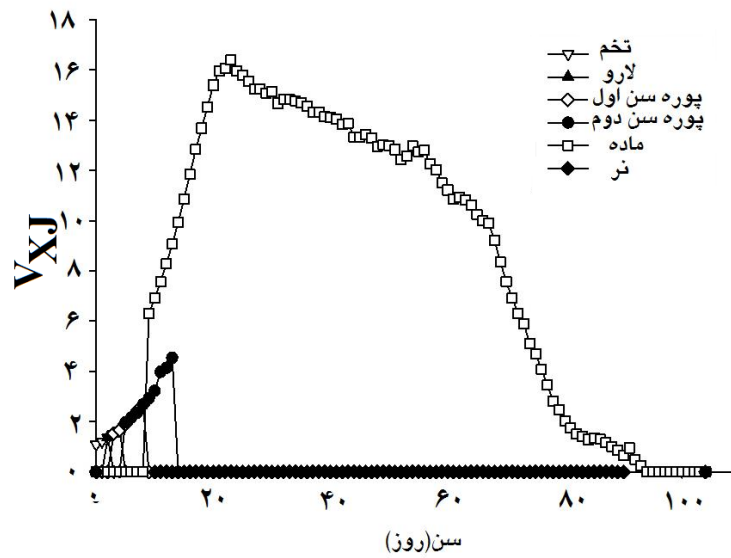 ۱۸
۱۶
۱۴
۱۲
۱۰
۸
۶
۴
۲
۰
VXJ
تخم
لارو
پوره سن اول
پوره سن دوم
ماده
نر
۰ ۲۰ ۴۰ ۶۰ ۸۰ ۱۰۰
سن(روز)